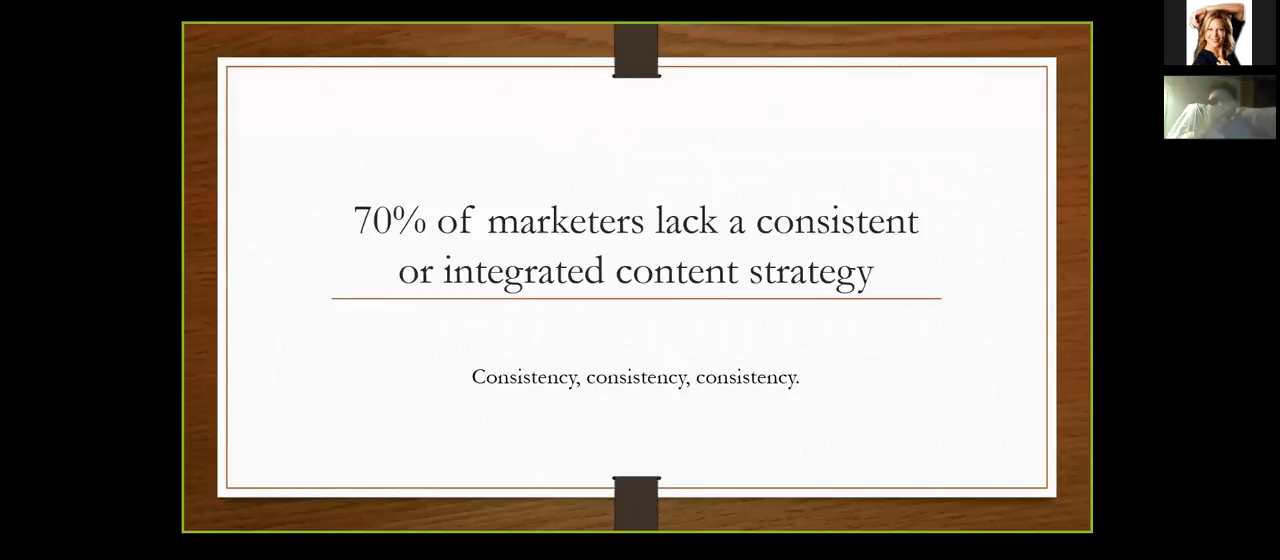 70% of marketers lack a consistent
or integrated content strategy
Consistency, consistency, consistency.